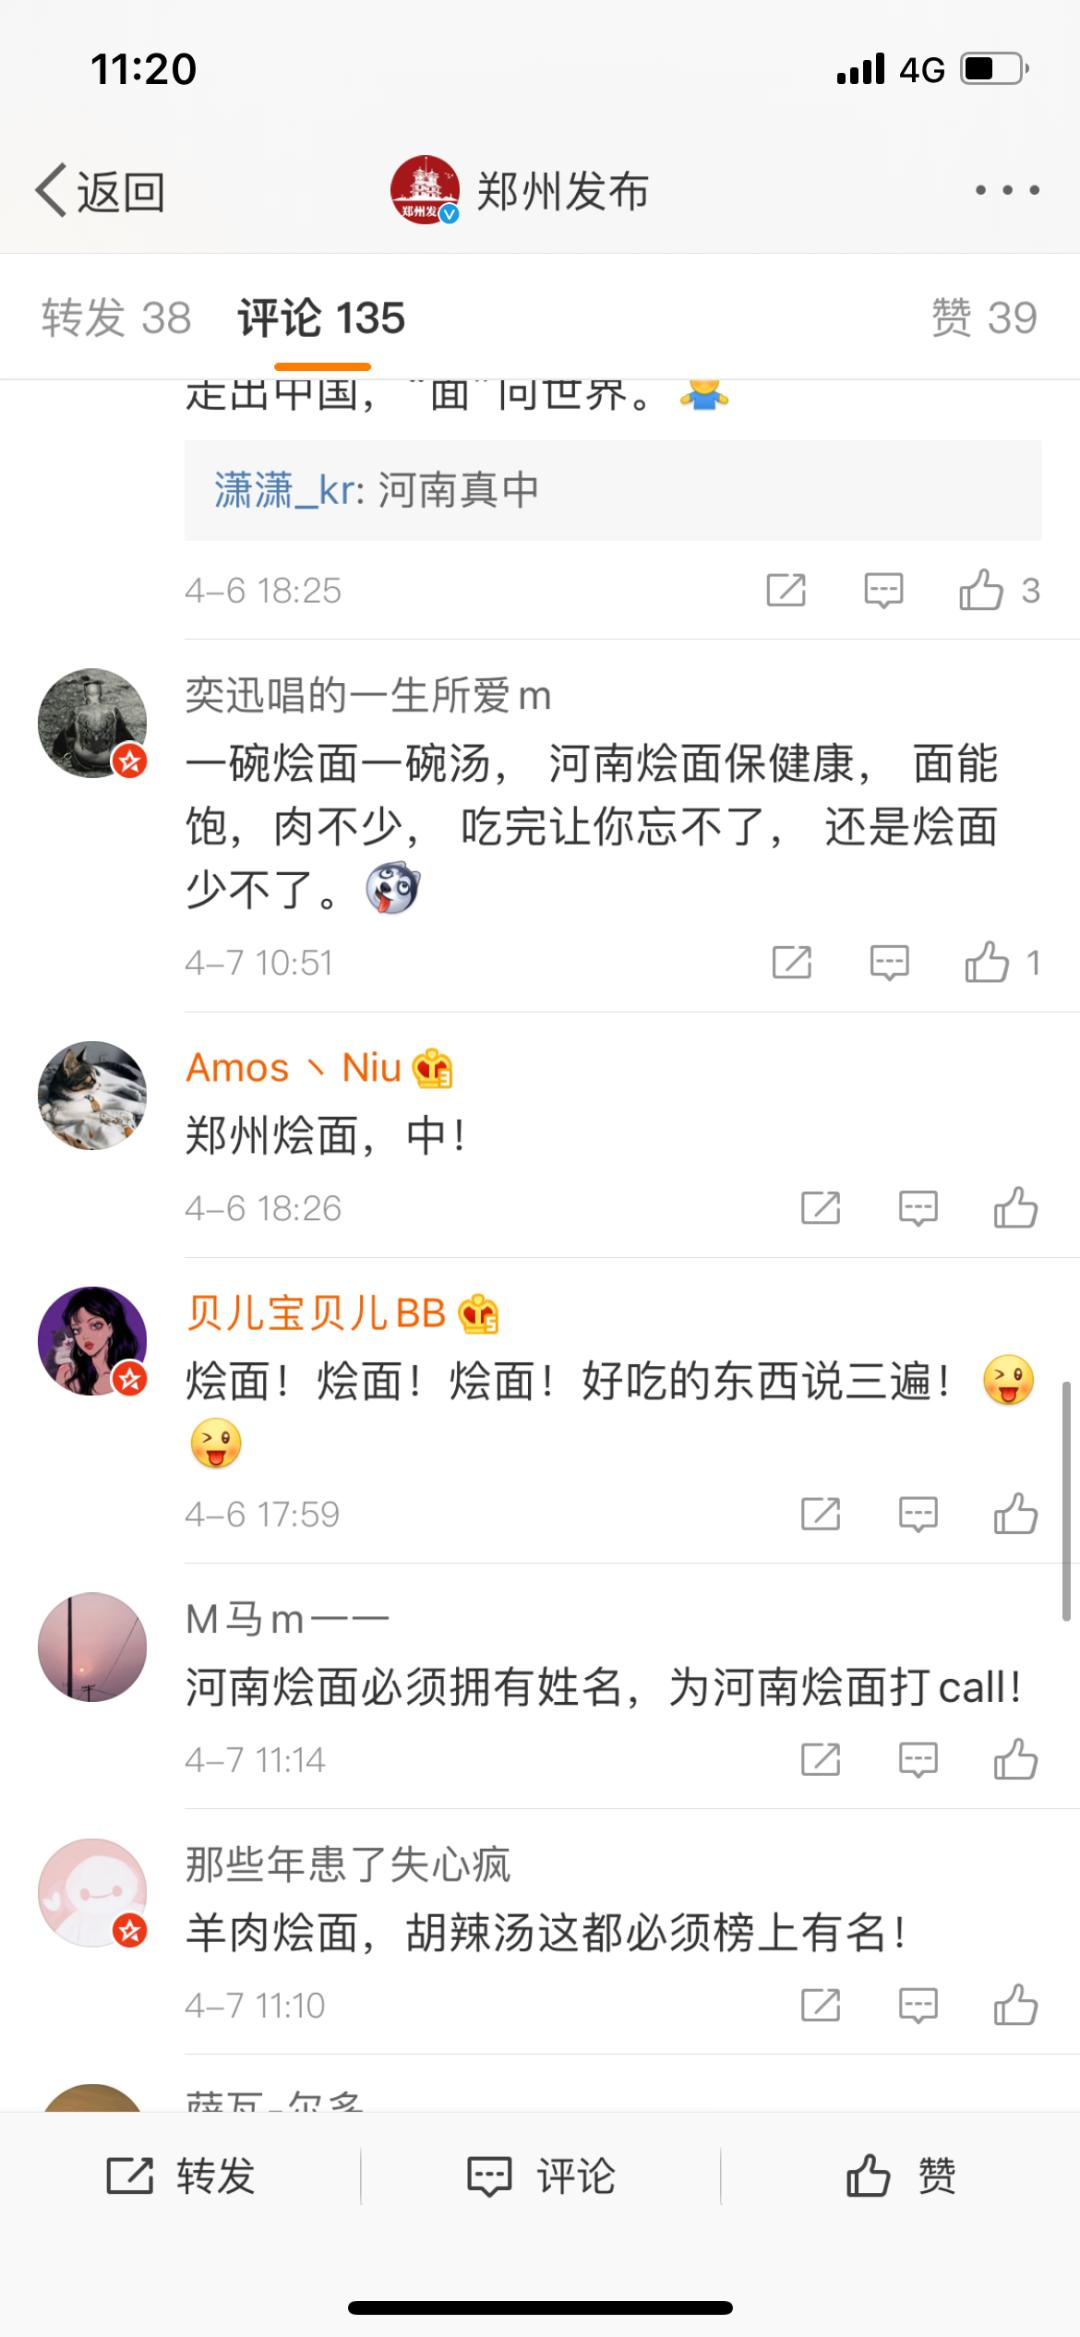 11:20
4G
返回
郑州发布
转发 38
评论 135
赞 39
走出中国，“面”向世界。
潇潇_kr: 河南真中
4-6 18:25
3
奕迅唱的一生所爱m
一碗烩面一碗汤， 河南烩面保健康， 面能
饱，肉不少， 吃完让你忘不了， 还是烩面
少不了。
4-7 10:51
1
Amos丶Niu
郑州烩面，中！
4-6 18:26
贝儿宝贝儿BB
烩面！烩面！烩面！好吃的东西说三遍！
4-6 17:59
M马m一一
河南烩面必须拥有姓名，为河南烩面打call！
4-7 11:14
那些年患了失心疯
羊肉烩面，胡辣汤这都必须榜上有名！
4-7 11:10
萨瓦-尔多
转发
评论
赞